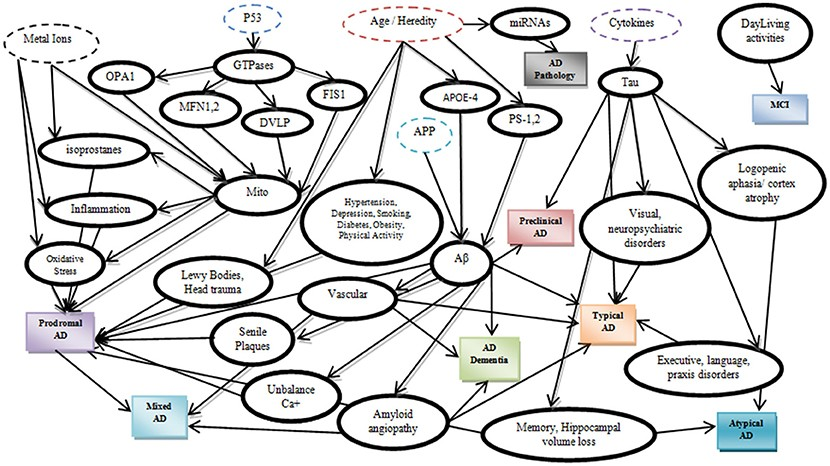 P53
Age / Heredity
miRNAs
Cytokines
DayLiving
activities
Metal Ions
GTPases
AD
Pathology
OPA1
FIS1
APOE-4
Tau
MCI
MFN1,2
DVLP
PS-1,2
APP
isoprostanes
Mito
Logopenic
aphasia/ cortex
atrophy
Inflammation
Hypertension,
Depression, Smoking,
Diabetes, Obesity,
Physical Activity
Preclinical
AD
Visual,
neuropsychiatric
disorders
Oxidative
Stress
Lewy Bodies,
Head trauma
Aβ
Vascular
Prodromal
AD
Senile
Plaques
Typical
AD
AD
Dementia
Executive, language,
praxis disorders
Unbalance
Ca+
Mixed
AD
Amyloid
angiopathy
Memory, Hippocampal
volume loss
Atypical
AD